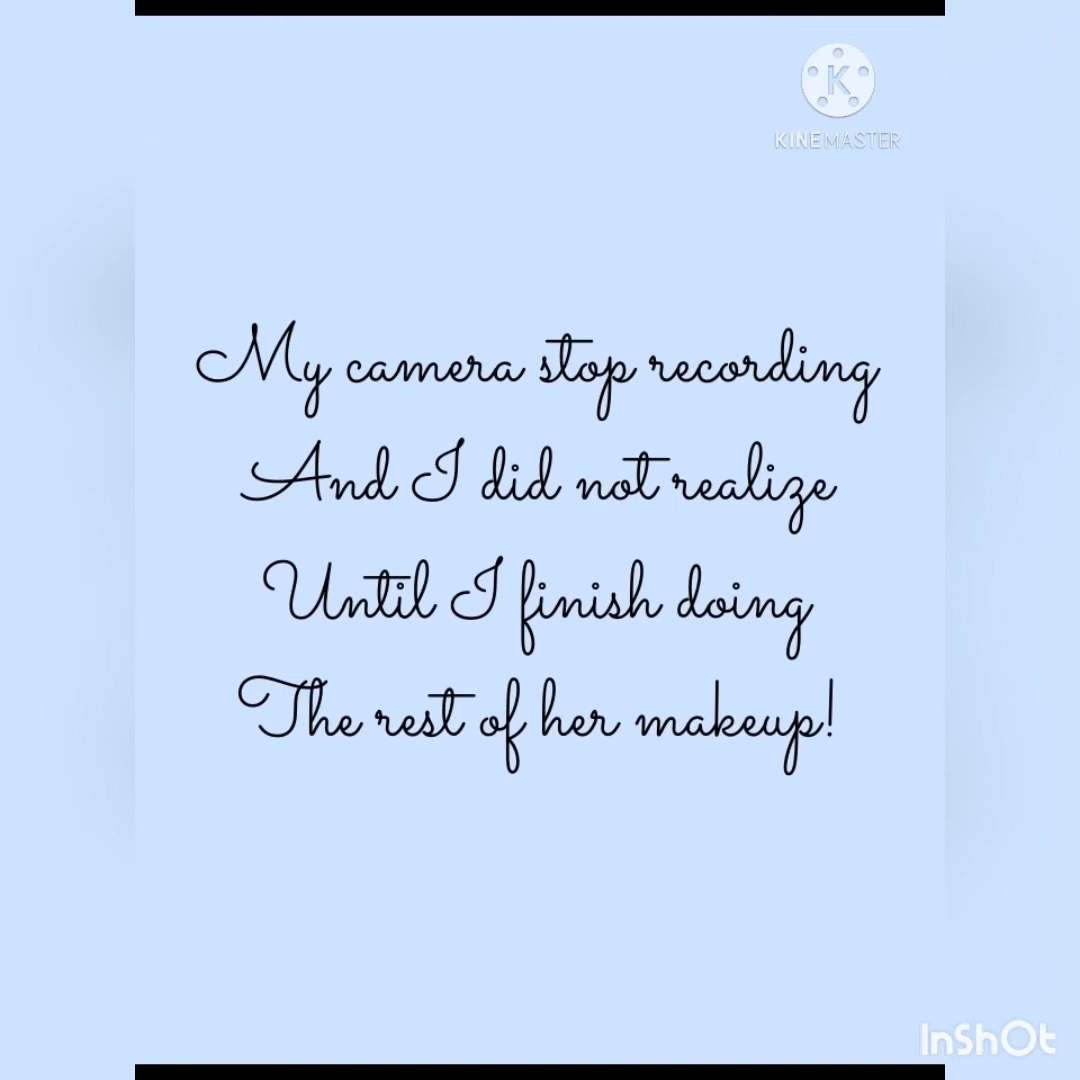 K
KINEMASTER
My camera stop recording
And I did not realize
Until I finish doing
The rest of her makeup!
InShOt